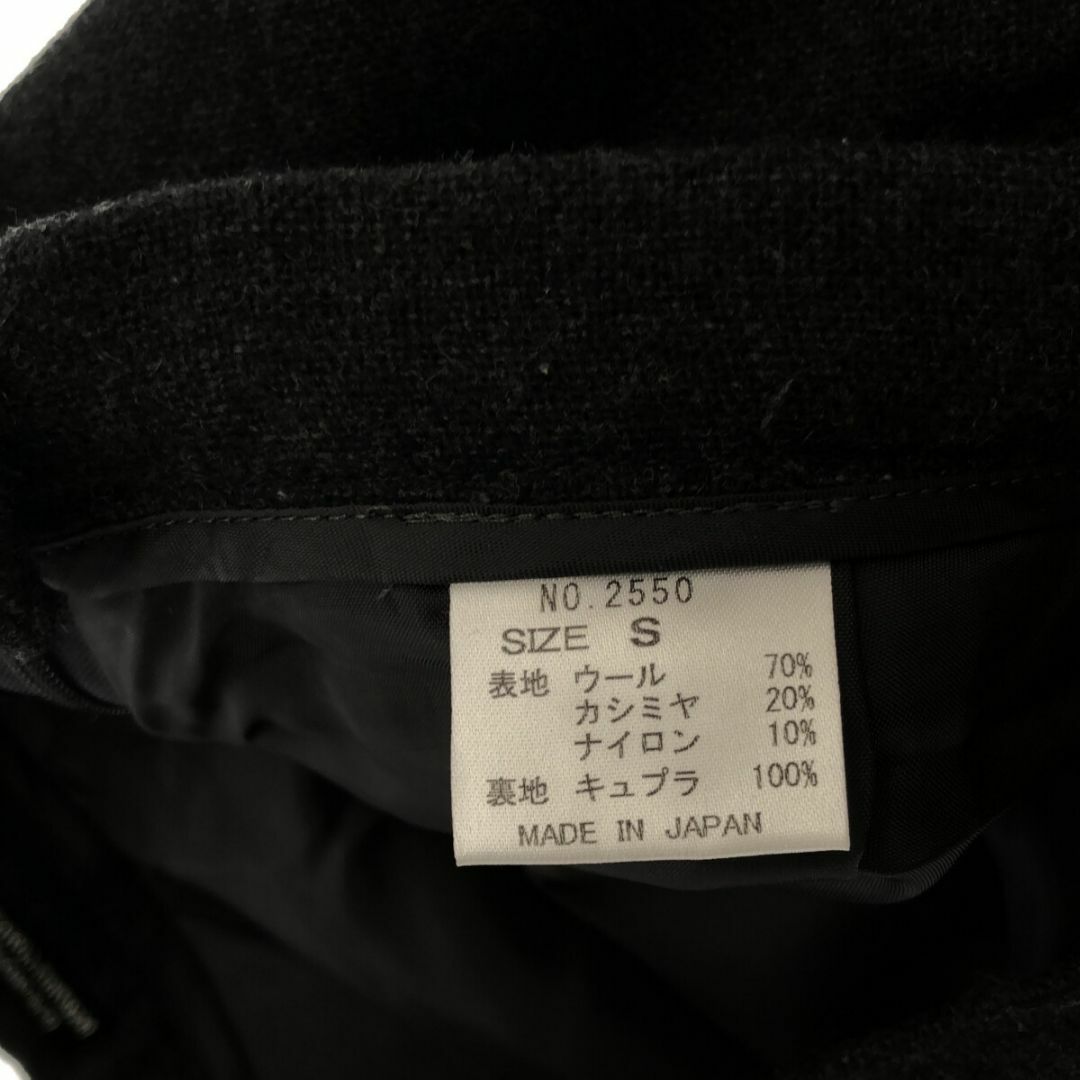 NO.2550
SIZE S
表地 ウール 70%
カシミヤ 20%
ナイロン 10%
裏地 キュプラ 100%
MADE IN JAPAN